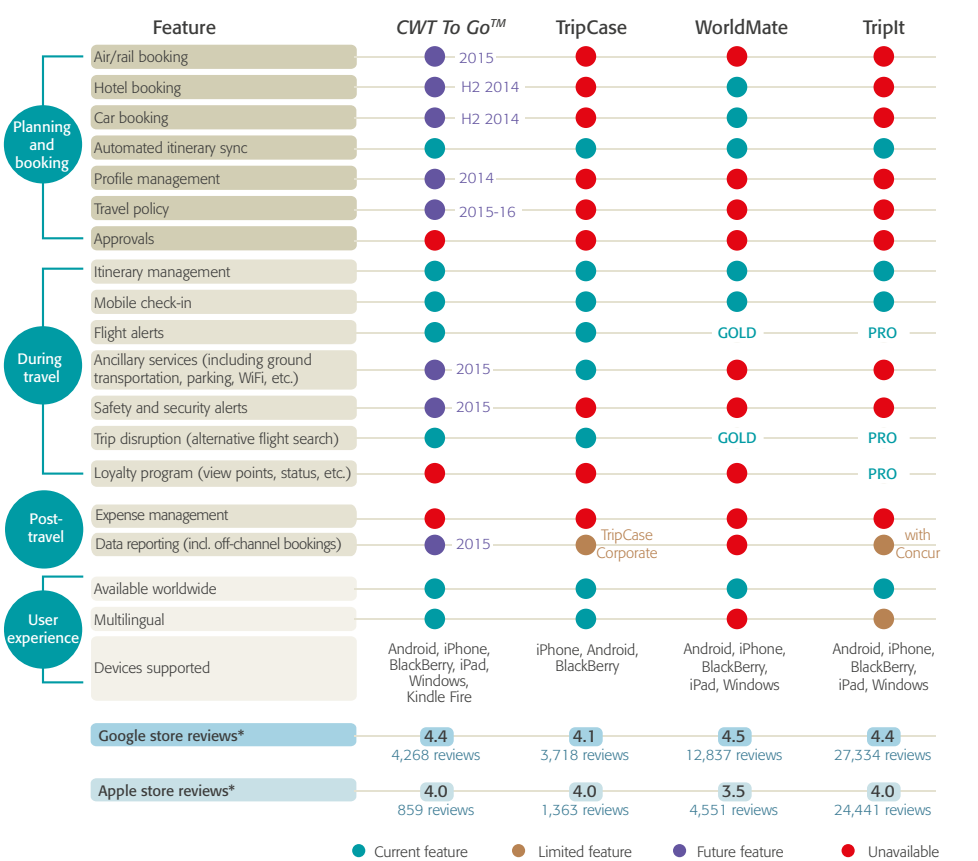 Feature CWT To Go™ TripCase WorldMate TripIt
Planning
and
booking
Air/rail booking 2015
Hotel booking H2 2014
Car booking H2 2014
Automated itinerary sync
Profile management 2014
Travel policy 2015-16
Approvals
During
travel
Itinerary management
Mobile check-in
Flight alerts GOLD PRO
Ancillary services (including ground
transportation, parking, WiFi, etc.) 2015
Safety and security alerts 2015
Trip disruption (alternative flight search) GOLD PRO
Loyalty program (view points, status, etc.) PRO
Post-
travel
Expense management
Data reporting (incl. off-channel bookings) 2015
TripCase
Corporate
with
Concur
User
experience
Available worldwide
Multilingual
Devices supported
Android, iPhone,
BlackBerry, iPad,
Windows,
Kindle Fire
iPhone, Android,
BlackBerry
Android, iPhone,
BlackBerry,
iPad, Windows
Android, iPhone,
BlackBerry,
iPad, Windows
Google store reviews* 4.4 4.1 4.5 4.4
4,268 reviews 3,718 reviews 12,837 reviews 27,334 reviews
Apple store reviews* 4.0 4.0 3.5 4.0
859 reviews 1,363 reviews 4,551 reviews 24,441 reviews
Current feature Limited feature Future feature Unavailable